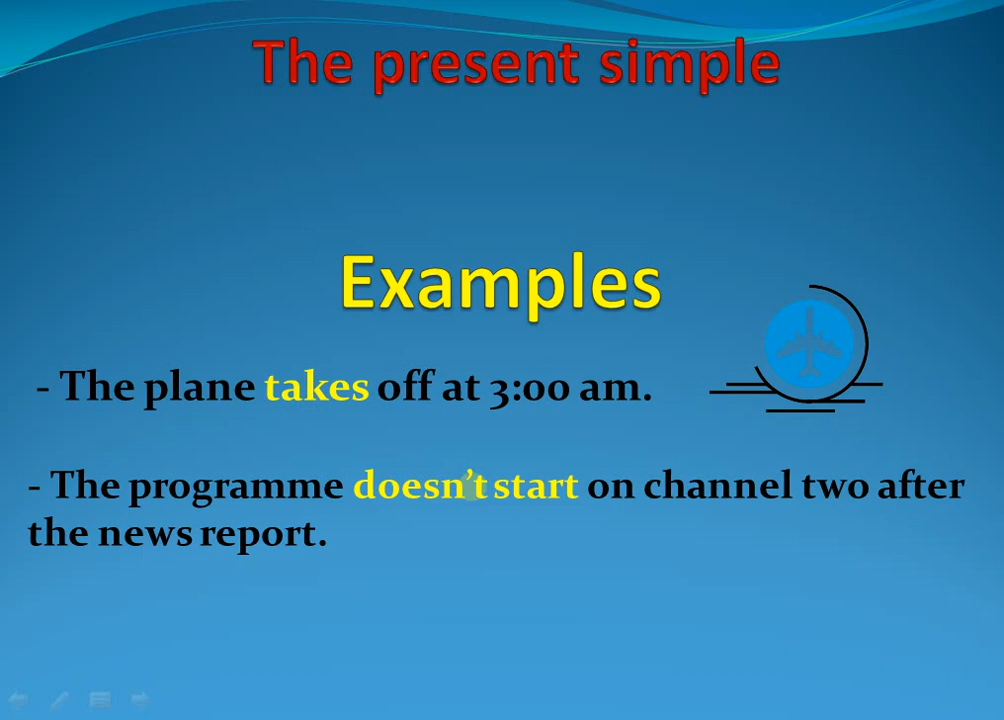 The present simple
Examples
- The plane takes off at 3:00 am.
- The programme doesn't start on channel two after
the news report.